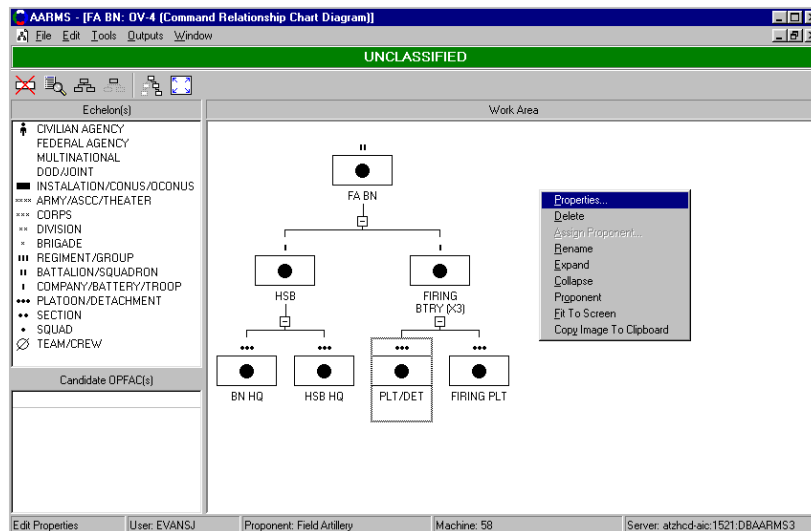 AARMS - [FA BN: OV-4 (Command Relationship Chart Diagram)]
File Edit Tools Outputs Window
UNCLASSIFIED
Echelon(s)
Work Area
CIVILIAN AGENCY
FEDERAL AGENCY
MULTINATIONAL
DOD/JOINT
INSTALATION/CONUS/OCONUS
ARMY/ASCC/THEATER
CORPS
DIVISION
BRIGADE
REGIMENT/GROUP
BATTALION/SQUADRON
COMPANY/BATTERY/TROOP
PLATOON/DETACHMENT
SECTION
SQUAD
TEAM/CREW
Candidate OPFAC(s)
FA BN
HSB
FIRING
BTRY (X3)
BN HQ
HSB HQ
PLT/DET
FIRING PLT
Properties...
Delete
Assign Proponent...
Rename
Expand
Collapse
Proponent
Fit To Screen
Copy Image To Clipboard
Edit Properties
User: EVANSJ
Proponent: Field Artillery
Machine: 58
Server: atzhcd-aic:1521:DBAARMS3